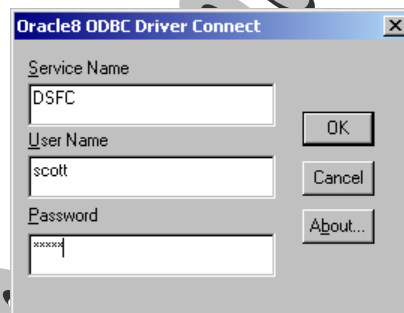 Oracle8 ODBC Driver Connect
Service Name
DSFC
OK
User Name
scott
Cancel
Password
About...
*****